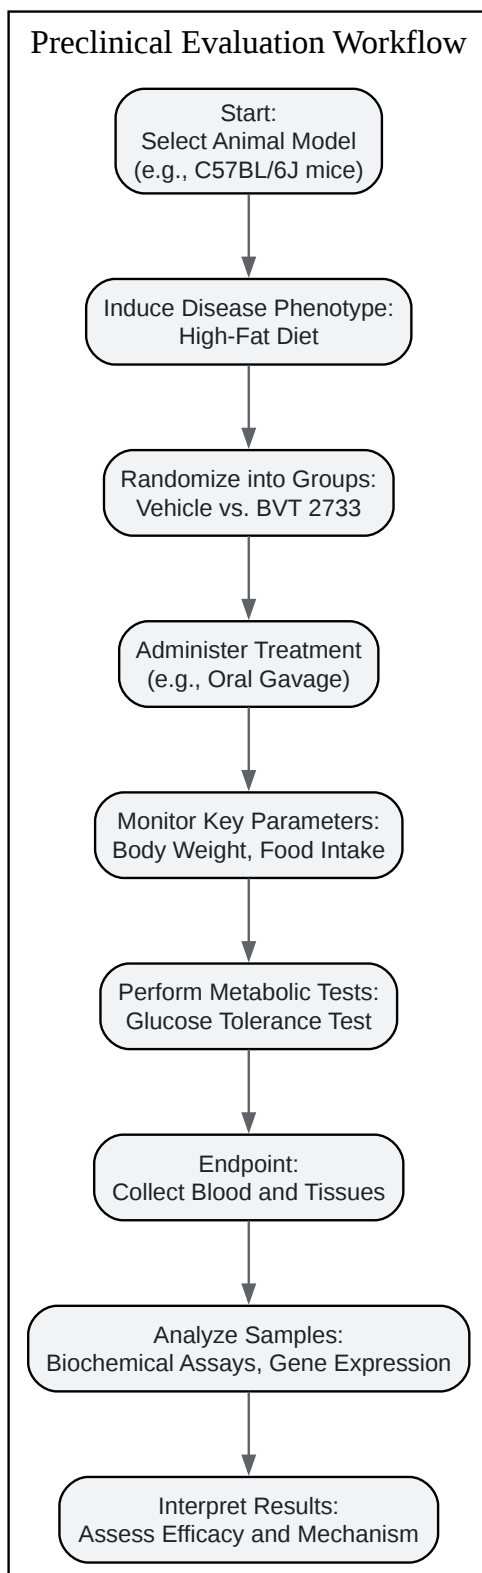 Preclinical Evaluation Workflow
Start:
Select Animal Model
(e.g., C57BL/6J mice)
Induce Disease Phenotype:
High-Fat Diet
Randomize into Groups:
Vehicle vs. BVT 2733
Administer Treatment
(e.g., Oral Gavage)
Monitor Key Parameters:
Body Weight, Food Intake
Perform Metabolic Tests:
Glucose Tolerance Test
Endpoint:
Collect Blood and Tissues
Analyze Samples:
Biochemical Assays, Gene Expression
Interpret Results:
Assess Efficacy and Mechanism